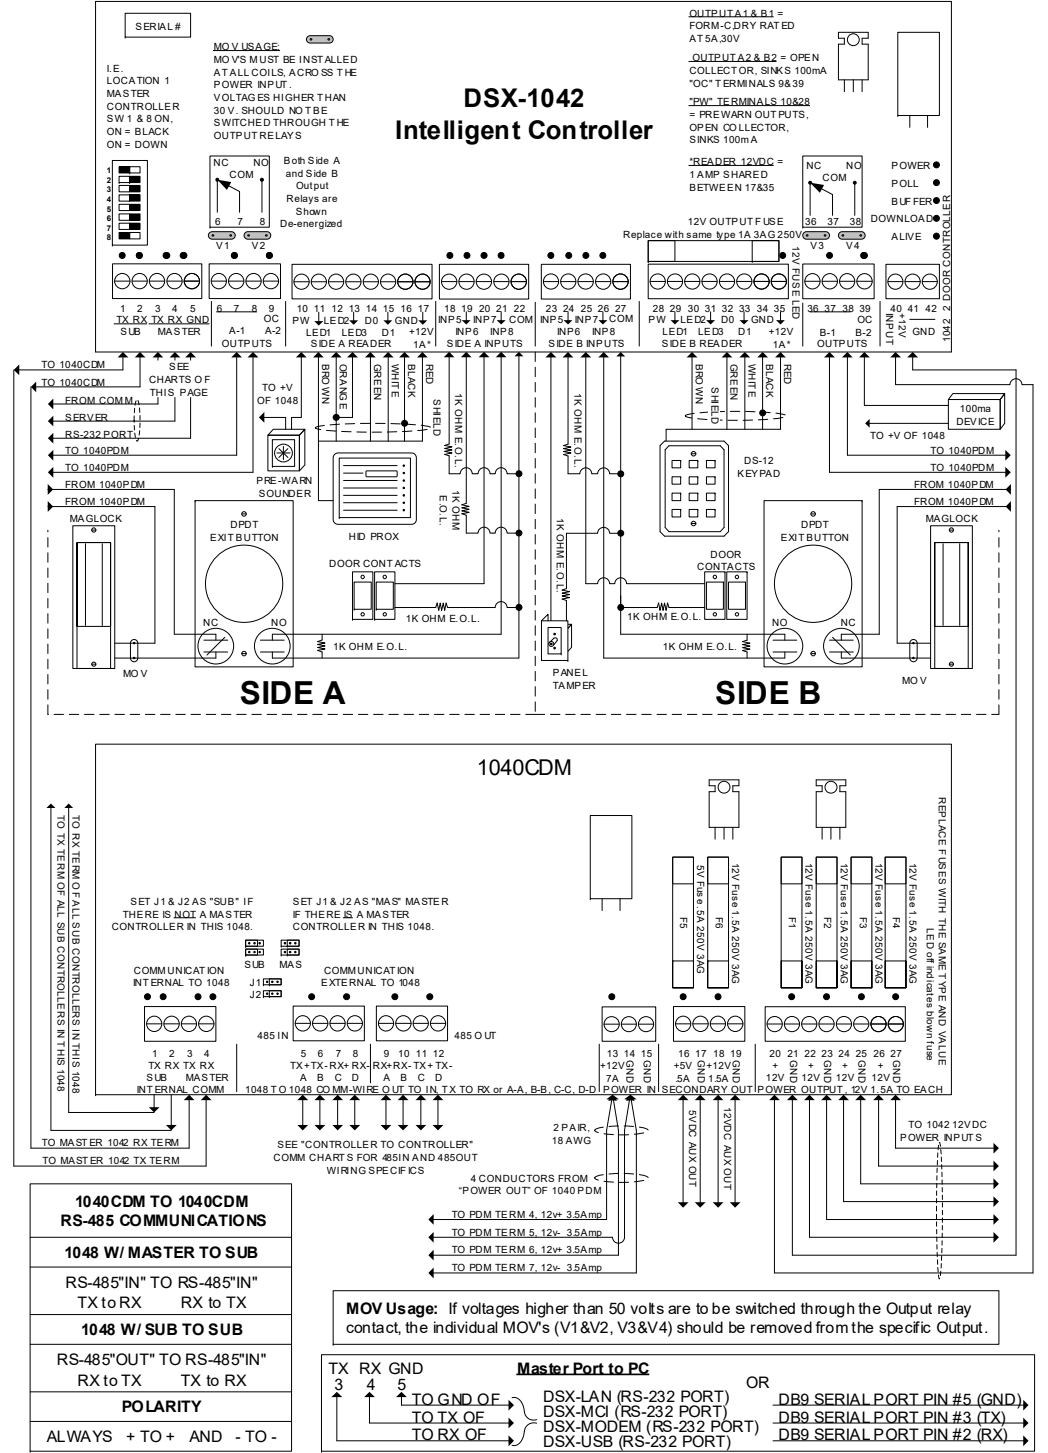 SERIAL #
MOV USAGE:
MOV'S MUST BE INSTALLED
AT ALL COILS, ACROSS THE
POWER INPUT.
VOLTAGES HIGHER THAN
30 V. SHOULD NOT BE
SWITCHED THROUGH THE
OUTPUT RELAYS
I.E.
LOCATION 1
MASTER
CONTROLLER
SW 1 & 8 ON,
ON = BLACK
ON = DOWN
1
2
3
4
5
6
7
8
NC NO
COM
6 7 8
V1 V2
Both Side A
and Side B
Output
Relays are
Shown
De-energized
DSX-1042
Intelligent Controller
OUTPUT A1 & B1 =
FORM-C,DRY RATED
AT 5A,30V
OUTPUT A2 & B2 = OPEN
COLLECTOR, SINKS 100mA
"OC" TERMINALS 9&39
"PW" TERMINALS 10&28
= PREWARN OUTPUTS,
OPEN COLLECTOR,
SINKS 100mA
*READER 12VDC =
1 AMP SHARED
BETWEEN 17&35
12V OUTPUT FUSE
Replace with same type 1A 3AG 250V
12V FUSE LED
NC NO
COM
36 37 38
V3 V4
POWER
POLL
BUFFER
DOWNLOAD
ALIVE
1042 2 DOOR CONTROLLER
1 2 3 4 5
TX RX TX RX GND
SUB MASTER
6 7 8 9
OC
A-1 A-2
OUTPUTS
10 11 12 13 14 15 16 17
PW LED2 D0 GND
LED1 LED3 D1 +12V
SIDE A READER 1A*
18 19 20 21 22
INP5 INP7 COM
INP6 INP8
SIDE A INPUTS
23 24 25 26 27
INP5 INP7 COM
INP6 INP8
SIDE B INPUTS
28 29 30 31 32 33 34 35
PW LED2 D0 GND
LED1 LED3 D1 +12V
SIDE B READER 1A*
36 37 38 39
OC
B-1 B-2
OUTPUTS
40 41 42
+12V GND
INPUT
TO 1040CDM
TO 1040CDM
FROM COMM
SERVER
RS-232 PORT
TO 1040PDM
TO 1040PDM
FROM 1040PDM
FROM 1040PDM
SEE
CHARTS OF
THIS PAGE
TO +V
OF 1048
PRE-WARN
SOUNDER
BROWN
ORANGE
GREEN
WHITE
BLACK
RED
SHIELD
HID PROX
1K OHM E.O.L.
1K OHM
E.O.L.
1K OHM E.O.L.
1K OHM E.O.L.
BROWN
SHIELD
GREEN
WHITE
BLACK
RED
DS-12
KEYPAD
100ma
DEVICE
TO +V OF 1048
TO 1040PDM
TO 1040PDM
FROM 1040PDM
FROM 1040PDM
MAGLOCK
DPDT
EXIT BUTTON
NC NO
MOV
DOOR CONTACTS
1K OHM E.O.L.
1K OHM E.O.L.
PANEL
TAMPER
DOOR
CONTACTS
1K OHM E.O.L.
1K OHM E.O.L.
DPDT
EXIT BUTTON
NO NC
MAGLOCK
MOV
SIDE A
SIDE B
1040CDM
TO RX TERM OF ALL SUB CONTROLLERS IN THIS 1048
TO TX TERM OF ALL SUB CONTROLLERS IN THIS 1048
SET J1 & J2 AS "SUB" IF
THERE IS NOT A MASTER
CONTROLLER IN THIS 1048.
SET J1 & J2 AS "MAS" MASTER
IF THERE IS A MASTER
CONTROLLER IN THIS 1048.
SUB MAS
J1
J2
COMMUNICATION
INTERNAL TO 1048
COMMUNICATION
EXTERNAL TO 1048
485 IN
485 OUT
5V Fuse .5A 250V 3AG
F5
12V Fuse 1.5A 250V 3AG
F6
12V Fuse 1.5A 250V 3AG
F1
12V Fuse 1.5A 250V 3AG
F2
12V Fuse 1.5A 250V 3AG
F3
12V Fuse 1.5A 250V 3AG
F4
REPLACE FUSES WITH THE SAME TYPE AND VALUE
LED off indicates blown fuse
1 2 3 4
TX RX TX RX
SUB MASTER
INTERNAL COMM
5 6 7 8 9 10 11 12
TX+ TX- RX+ RX- RX+ RX- TX+ TX-
A B C D A B C D
1048 TO 1048 COMM-WIRE OUT TO IN, TX TO RX or A-A, B-B, C-C, D-D
13 14 15
+12V GND GND
7A
POWER IN
16 17 18 19
+5V GND +12V GND
.5A 1.5A
SECONDARY OUT
20 21 22 23 24 25 26 27
+ GND + GND + GND + GND
12V 12V 12V 12V
POWER OUTPUT, 12V 1.5A TO EACH
TO MASTER 1042 RX TERM
TO MASTER 1042 TX TERM
SEE "CONTROLLER TO CONTROLLER"
COMM CHARTS FOR 485IN AND 485OUT
WIRING SPECIFICS
2 PAIR,
18 AWG
4 CONDUCTORS FROM
"POWER OUT" OF 1040PDM
5VDC AUX OUT
12VDC AUX OUT
TO 1042 12VDC
POWER INPUTS
TO PDM TERM 4, 12v+ 3.5Amp
TO PDM TERM 5, 12v- 3.5Amp
TO PDM TERM 6, 12v+ 3.5Amp
TO PDM TERM 7, 12v- 3.5Amp
1040CDM TO 1040CDM
RS-485 COMMUNICATIONS
1048 W/ MASTER TO SUB
RS-485"IN" TO RS-485"IN"
TX to RX RX to TX
1048 W/ SUB TO SUB
RS-485"OUT" TO RS-485"IN"
RX to TX TX to RX
POLARITY
ALWAYS + TO + AND - TO -
MOV Usage: If voltages higher than 50 volts are to be switched through the Output relay
contact, the individual MOV's (V1&V2, V3&V4) should be removed from the specific Output.
TX RX GND
3 4 5
Master Port to PC
TO GND OF
TO TX OF
TO RX OF
DSX-LAN (RS-232 PORT)
DSX-MCI (RS-232 PORT)
DSX-MODEM (RS-232 PORT)
DSX-USB (RS-232 PORT)
OR
DB9 SERIAL PORT PIN #5 (GND)
DB9 SERIAL PORT PIN #3 (TX)
DB9 SERIAL PORT PIN #2 (RX)